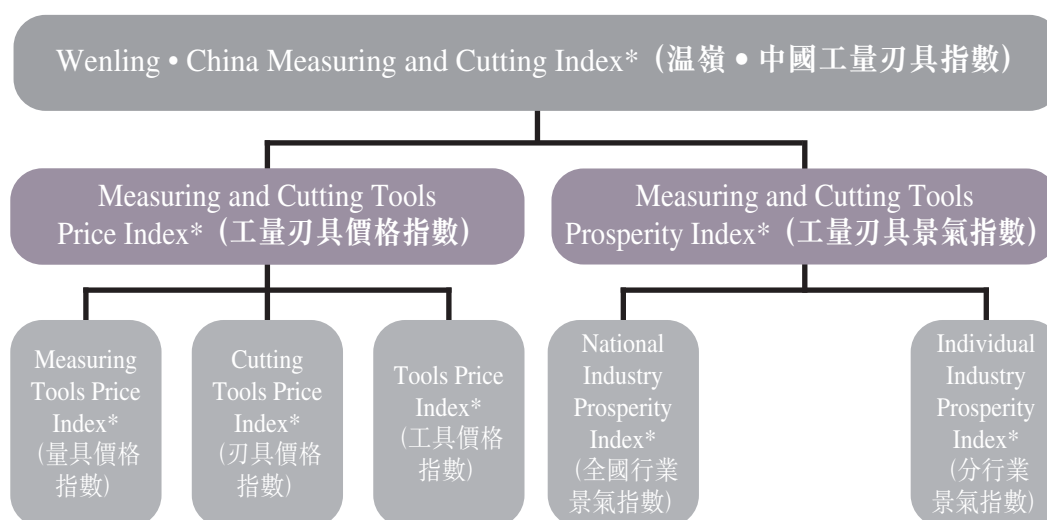 Wenling • China Measuring and Cutting Index* (温嶺 • 中國工量刃具指數)
Measuring and Cutting Tools
Price Index* (工量刃具價格指數)
Measuring and Cutting Tools
Prosperity Index* (工量刃具景氣指數)
Measuring
Tools Price
Index*
(量具價格
指數)
Cutting
Tools Price
Index*
(刃具價格
指數)
Tools Price
Index*
(工具價格
指數)
National
Industry
Prosperity
Index*
(全國行業
景氣指數)
Individual
Industry
Prosperity
Index*
(分行業
景氣指數)